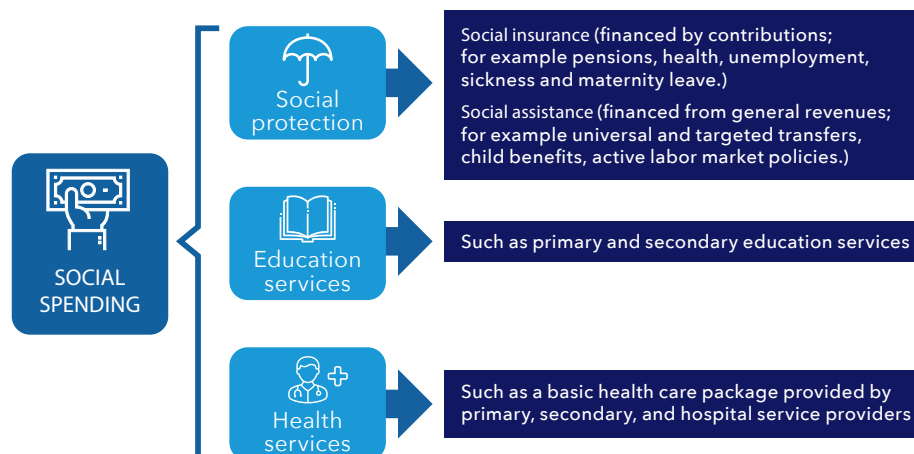 SOCIAL
SPENDING
Social
protection
Social insurance (financed by contributions;
for example pensions, health, unemployment,
sickness and maternity leave.)
Social assistance (financed from general revenues;
for example universal and targeted transfers,
child benefits, active labor market policies.)
Education
services
Such as primary and secondary education services
Health
services
Such as a basic health care package provided by
primary, secondary, and hospital service providers